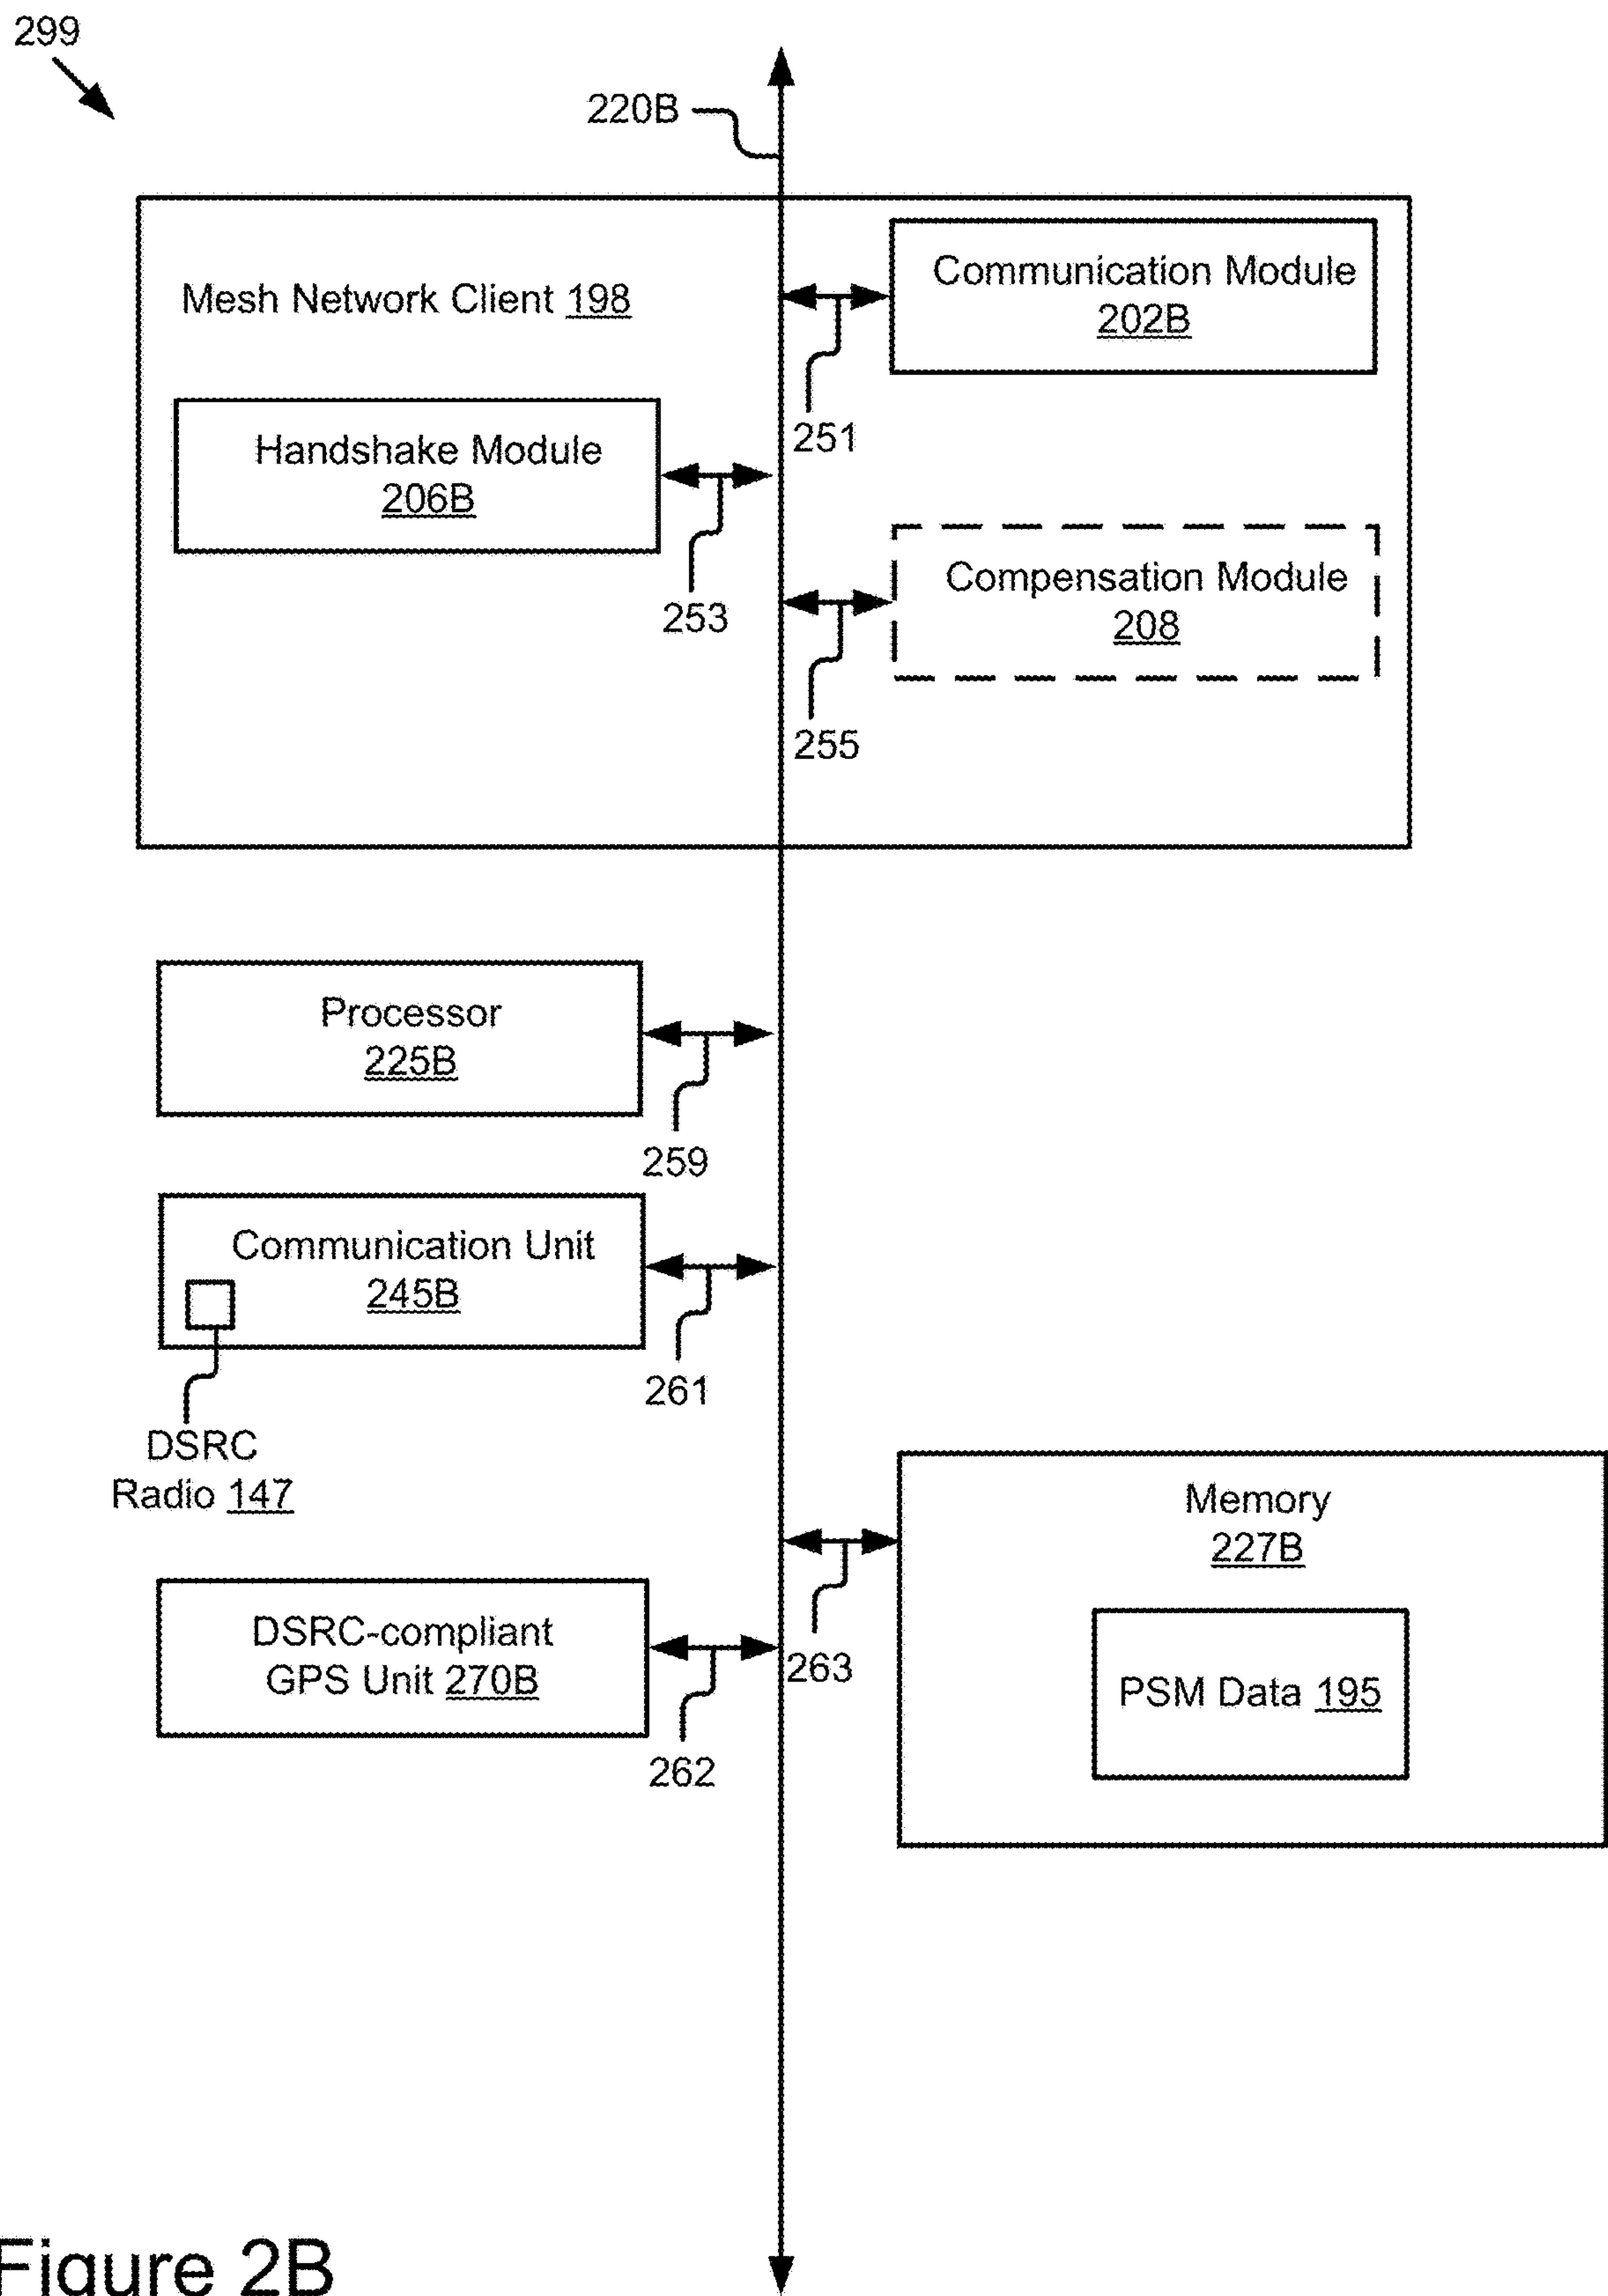 299
220B
Mesh Network Client 198
Communication Module
202B
251
Handshake Module
206B
253
Compensation Module
208
255
Processor
225B
259
Communication Unit
245B
261
DSRC
Radio 147
Memory
227B
263
PSM Data 195
DSRC-compliant
GPS Unit 270B
262
Figure 2B